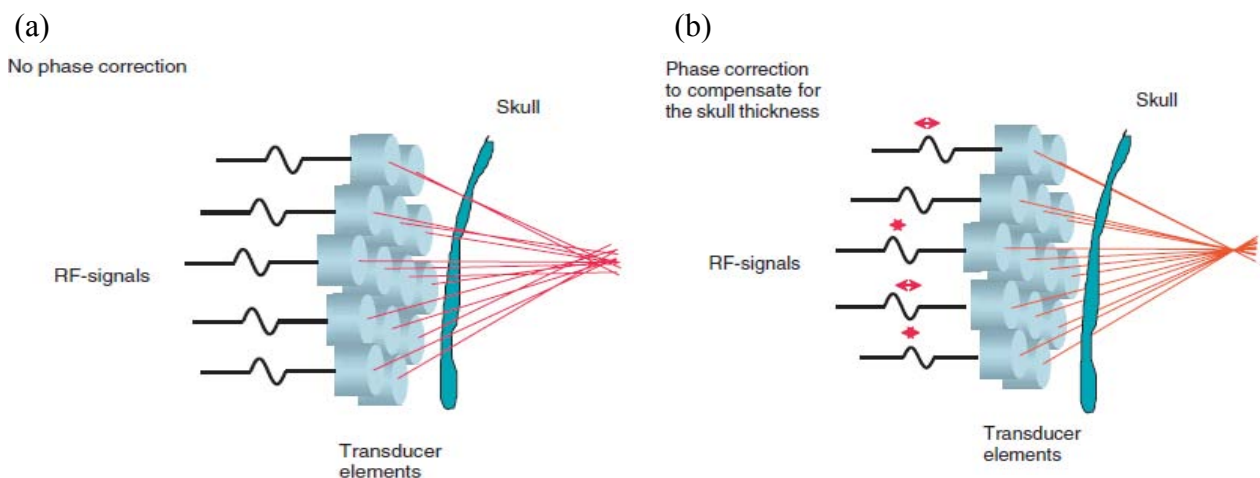 (a)
No phase correction
Skull
RF-signals
Transducer
elements
(b)
Phase correction
to compensate for
the skull thickness
Skull
RF-signals
Transducer
elements